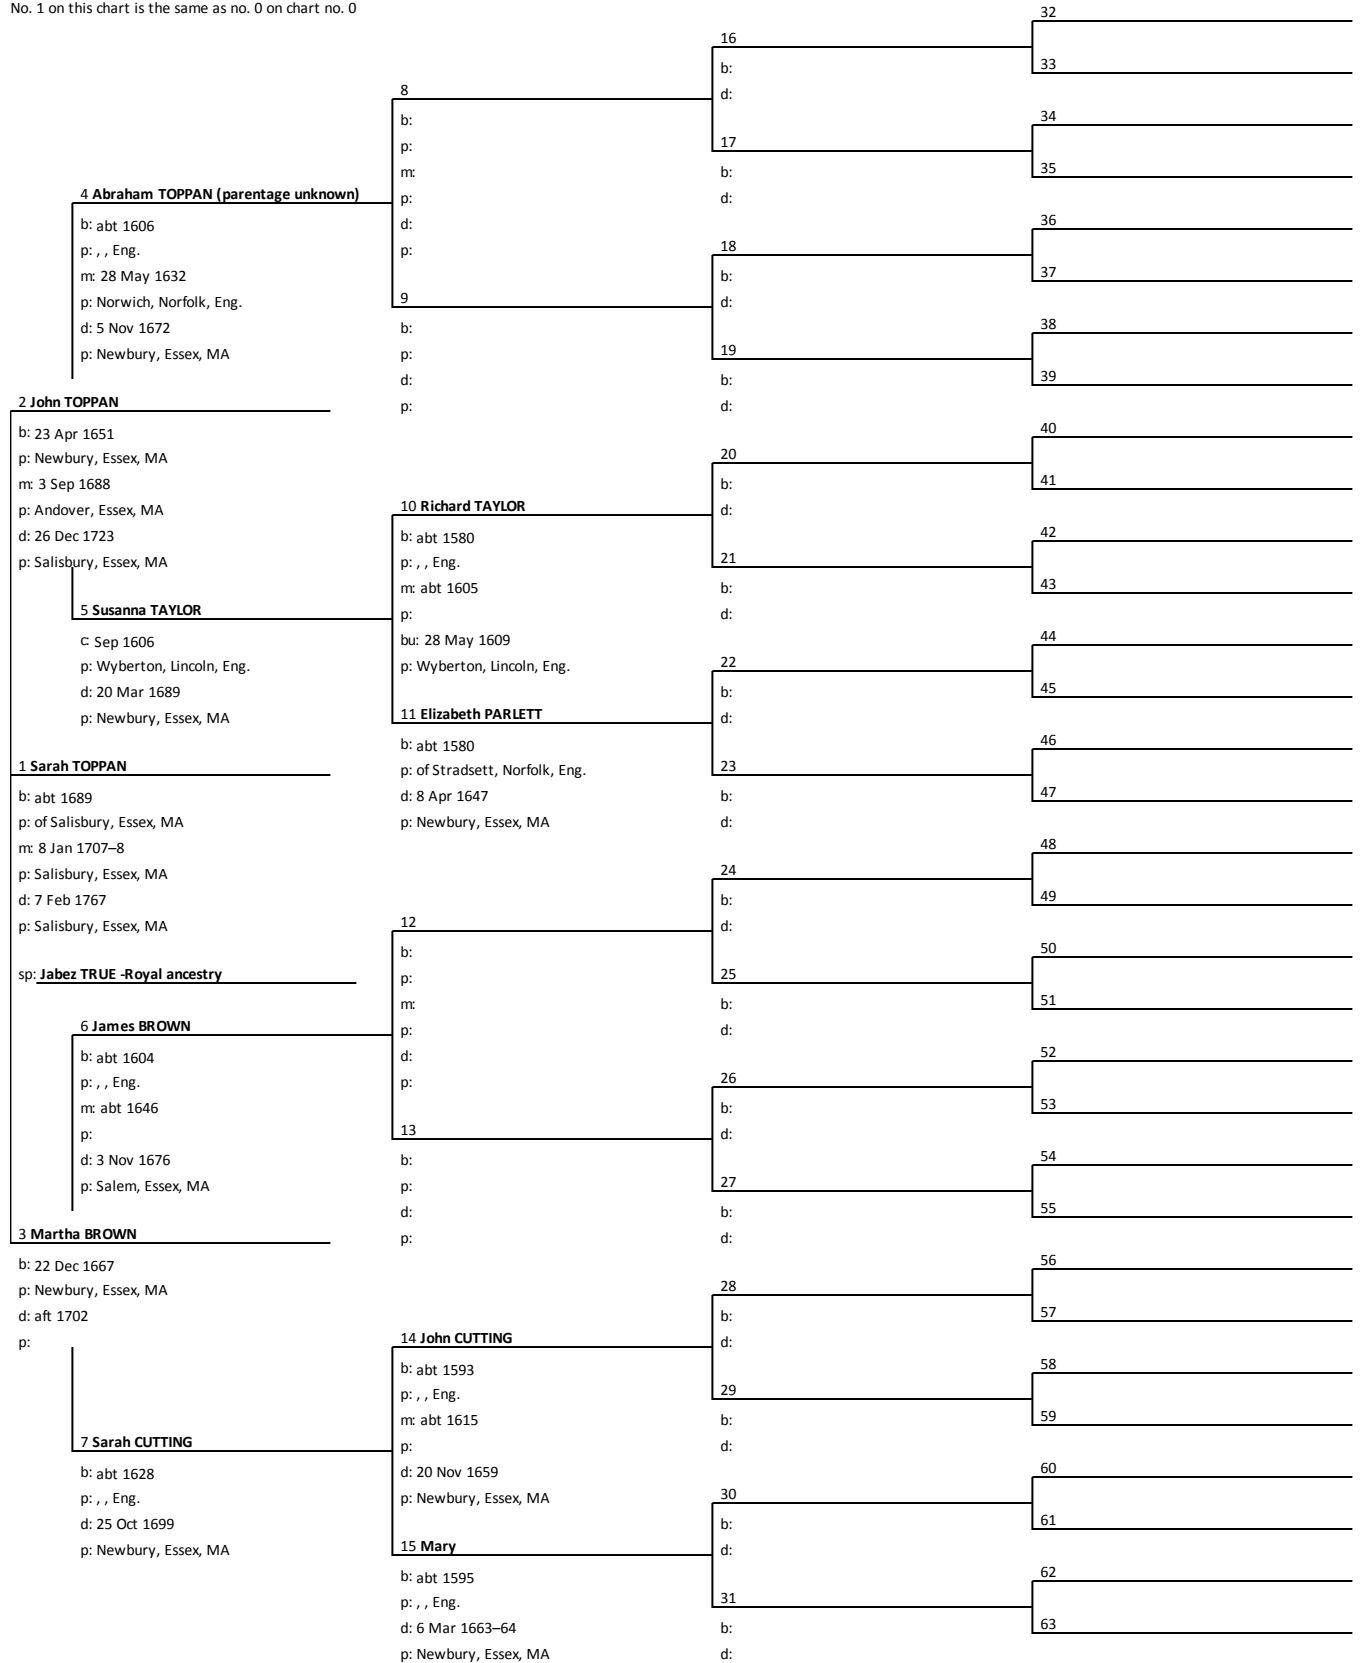 No. 1 on this chart is the same as no. 0 on chart no. 0
1 Sarah TOPPAN
b: abt 1689
p: of Salisbury, Essex, MA
m: 8 Jan 1707–8
p: Salisbury, Essex, MA
d: 7 Feb 1767
p: Salisbury, Essex, MA
sp: Jabez TRUE -Royal ancestry
2 John TOPPAN
b: 23 Apr 1651
p: Newbury, Essex, MA
m: 3 Sep 1688
p: Andover, Essex, MA
d: 26 Dec 1723
p: Salisbury, Essex, MA
3 Martha BROWN
b: 22 Dec 1667
p: Newbury, Essex, MA
d: aft 1702
p:
4 Abraham TOPPAN (parentage unknown)
b: abt 1606
p: , , Eng.
m: 28 May 1632
p: Norwich, Norfolk, Eng.
d: 5 Nov 1672
p: Newbury, Essex, MA
5 Susanna TAYLOR
c: Sep 1606
p: Wyberton, Lincoln, Eng.
d: 20 Mar 1689
p: Newbury, Essex, MA
6 James BROWN
b: abt 1604
p: , , Eng.
m: abt 1646
p:
d: 3 Nov 1676
p: Salem, Essex, MA
7 Sarah CUTTING
b: abt 1628
p: , , Eng.
d: 25 Oct 1699
p: Newbury, Essex, MA
8
b:
p:
m:
p:
d:
p:
9
b:
p:
d:
p:
10 Richard TAYLOR
b: abt 1580
p: , , Eng.
m: abt 1605
p:
bu: 28 May 1609
p: Wyberton, Lincoln, Eng.
11 Elizabeth PARLETT
b: abt 1580
p: of Stradsett, Norfolk, Eng.
d: 8 Apr 1647
p: Newbury, Essex, MA
12
b:
p:
m:
p:
d:
p:
13
b:
p:
d:
p:
14 John CUTTING
b: abt 1593
p: , , Eng.
m: abt 1615
p:
d: 20 Nov 1659
p: Newbury, Essex, MA
15 Mary
b: abt 1595
p: , , Eng.
d: 6 Mar 1663–64
p: Newbury, Essex, MA
16
b:
d:
17
b:
d:
18
b:
d:
19
b:
d:
20
b:
d:
21
b:
d:
22
b:
d:
23
b:
d:
24
b:
d:
25
b:
d:
26
b:
d:
27
b:
d:
28
b:
d:
29
b:
d:
30
b:
d:
31
b:
d:
32
33
34
35
36
37
38
39
40
41
42
43
44
45
46
47
48
49
50
51
52
53
54
55
56
57
58
59
60
61
62
63